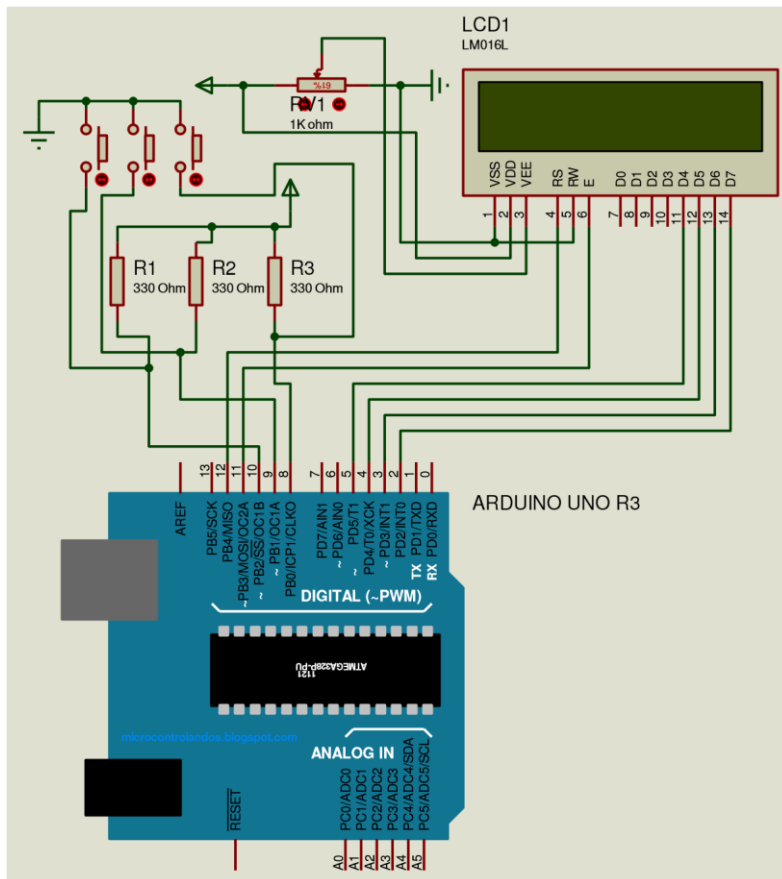 LCD1
LM016L
61%
RV1
1K ohm
VSS
VDD
VEE
RS
RW
E
D0
D1
D2
D3
D4
D5
D6
D7
1
2
3
4
5
6
7
8
9
10
11
12
13
14
R1
330 Ohm
R2
330 Ohm
R3
330 Ohm
13
12
11
10
9
8
7
6
5
4
3
2
1
0
ARDUINO UNO R3
AREF
PB5/SCK
PB4/MISO
~PB3/MOSI/OC2A
~PB2/SS/OC1B
~PB1/OC1A
PB0/ICP1/CLKO
PD7/AIN1
~PD6/AIN0
~PD5/T1
PD4/T0/XCK
~PD3/INT1
PD2/INT0
TX PD1/TXD
RX PD0/RXD
DIGITAL (~PWM)
ATMEGA328P-PU
1121
microcontrolandos.blogspot.com
ANALOG IN
RESET
PC0/ADC0
PC1/ADC1
PC2/ADC2
PC3/ADC3
PC4/ADC4/SDA
PC5/ADC5/SCL
A0
A1
A2
A3
A4
A5